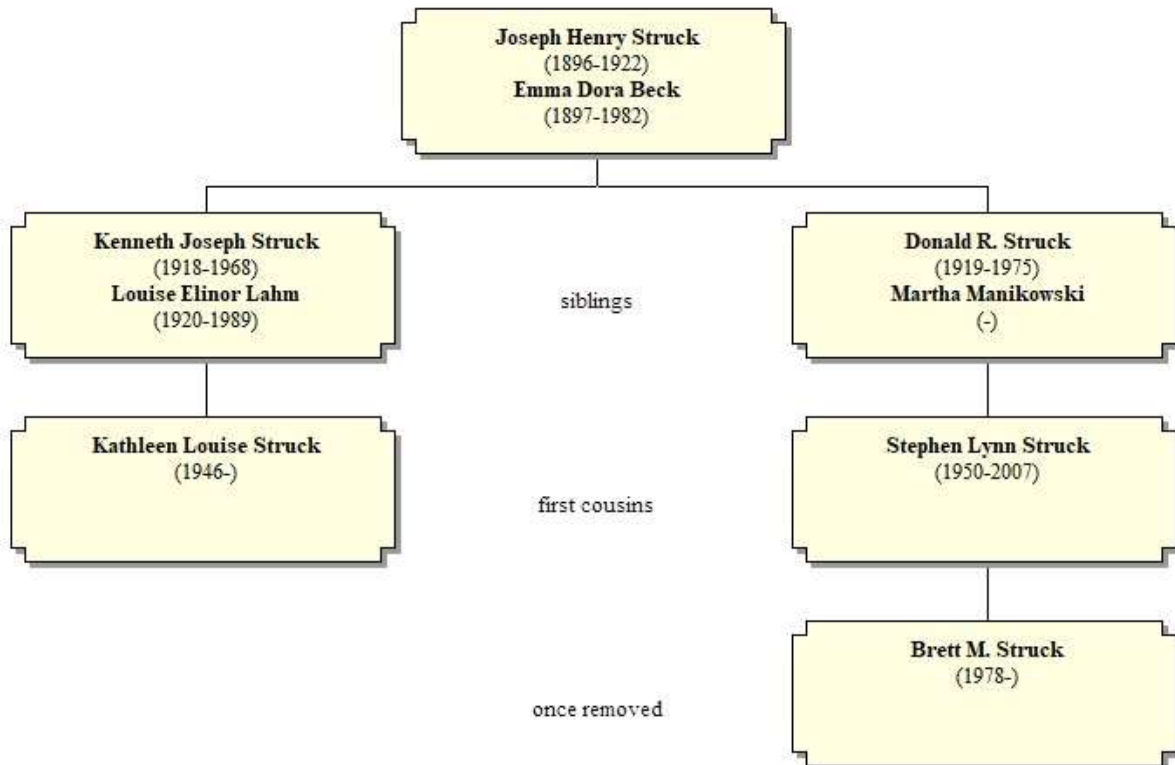 Joseph Henry Struck
(1896-1922)
Emma Dora Beck
(1897-1982)
Kenneth Joseph Struck
(1918-1968)
Louise Elinor Lahm
(1920-1989)
siblings
Donald R. Struck
(1919-1975)
Martha Manikowski
(-)
Kathleen Louise Struck
(1946-)
first cousins
Stephen Lynn Struck
(1950-2007)
once removed
Brett M. Struck
(1978-)